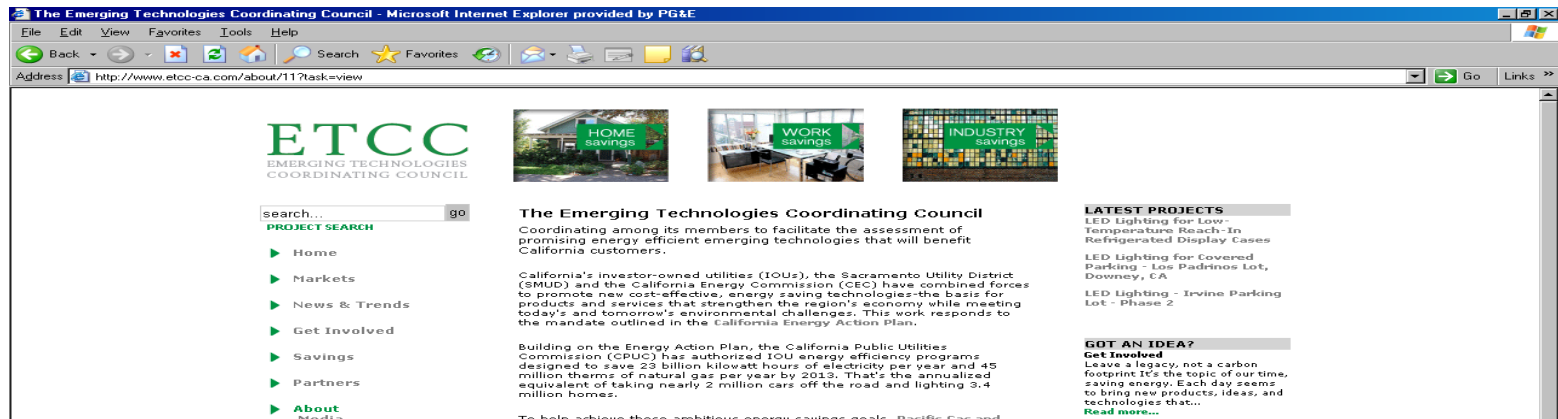 The Emerging Technologies Coordinating Council - Microsoft Internet Explorer provided by PG&E
File Edit View Favorites Tools Help
Back Search Favorites
Address http://www.etcc-ca.com/about/11?task=view Go Links »
HOME savings
WORK savings
INDUSTRY savings
ETCC
EMERGING TECHNOLOGIES
COORDINATING COUNCIL
search... go
PROJECT SEARCH
Home
Markets
News & Trends
Get Involved
Savings
Partners
About
Media
The Emerging Technologies Coordinating Council
Coordinating among its members to facilitate the assessment of
promising energy efficient emerging technologies that will benefit
California customers.
California's investor-owned utilities (IOUs), the Sacramento Utility District
(SMUD) and the California Energy Commission (CEC) have combined forces
to promote new cost-effective, energy saving technologies-the basis for
products and services that strengthen the region's economy while meeting
today's and tomorrow's environmental challenges. This work responds to
the mandate outlined in the California Energy Action Plan.
Building on the Energy Action Plan, the California Public Utilities
Commission (CPUC) has authorized IOU energy efficiency programs
designed to save 23 billion kilowatt hours of electricity per year and 45
million therms of natural gas per year by 2013. That's the annualized
equivalent of taking nearly 2 million cars off the road and lighting 3.4
million homes.
To help achieve these ambitious energy savings goals, Pacific Gas and
LATEST PROJECTS
LED Lighting for Low-
Temperature Reach-In
Refrigerated Display Cases
LED Lighting for Covered
Parking - Los Padrinos Lot,
Downey, CA
LED Lighting - Irvine Parking
Lot - Phase 2
GOT AN IDEA?
Get Involved
Leave a legacy, not a carbon
footprint It's the topic of our time,
saving energy. Each day seems
to bring new products, ideas, and
technologies that...
Read more...